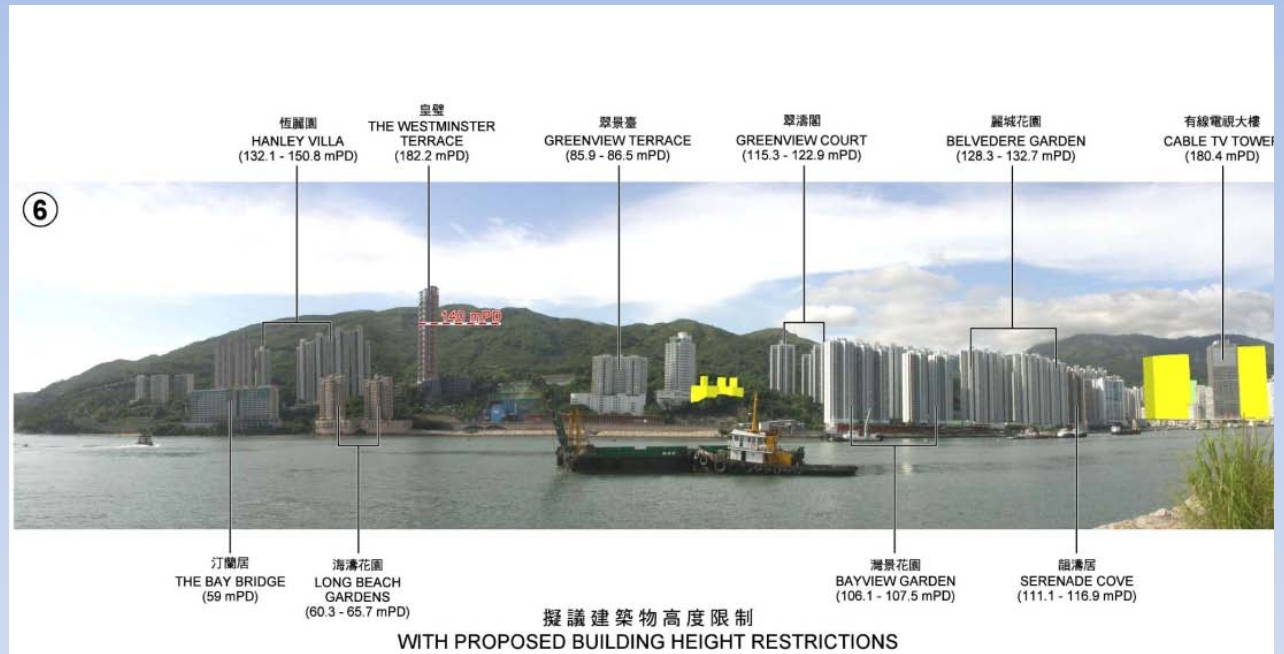 恆麗園
HANLEY VILLA
(132.1 - 150.8 mPD)
皇璧
THE WESTMINSTER
TERRACE
(182.2 mPD)
翠景臺
GREENVIEW TERRACE
(85.9 - 86.5 mPD)
翠濤閣
GREENVIEW COURT
(115.3 - 122.9 mPD)
麗城花園
BELVEDERE GARDEN
(128.3 - 132.7 mPD)
有線電視大樓
CABLE TV TOWER
(180.4 mPD)
6
140 mPD
汀蘭居
THE BAY BRIDGE
(59 mPD)
海濤花園
LONG BEACH
GARDENS
(60.3 - 65.7 mPD)
灣景花園
BAYVIEW GARDEN
(106.1 - 107.5 mPD)
韻濤居
SERENADE COVE
(111.1 - 116.9 mPD)
擬議建築物高度限制
WITH PROPOSED BUILDING HEIGHT RESTRICTIONS